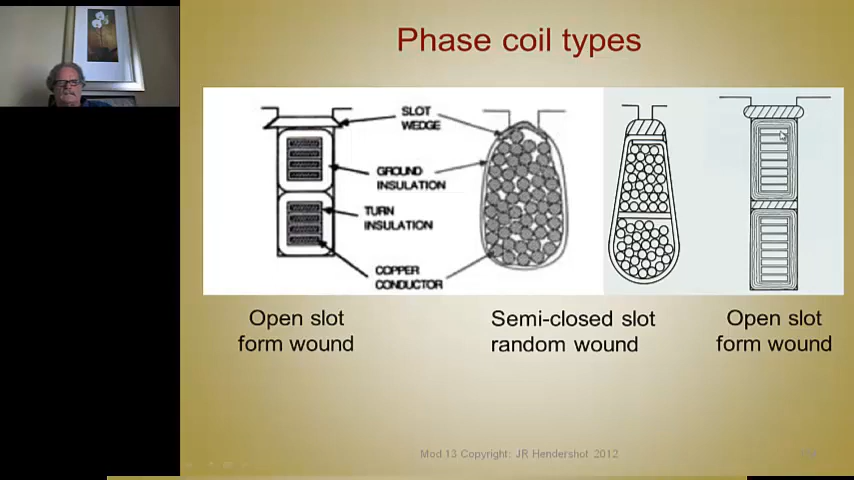 Phase coil types
SLOT
WEDGE
GROUND
INSULATION
TURN
INSULATION
COPPER
CONDUCTOR
Open slot
form wound
Semi-closed slot
random wound
Open slot
form wound
Mod 13 Copyright: JR Hendershot 2012